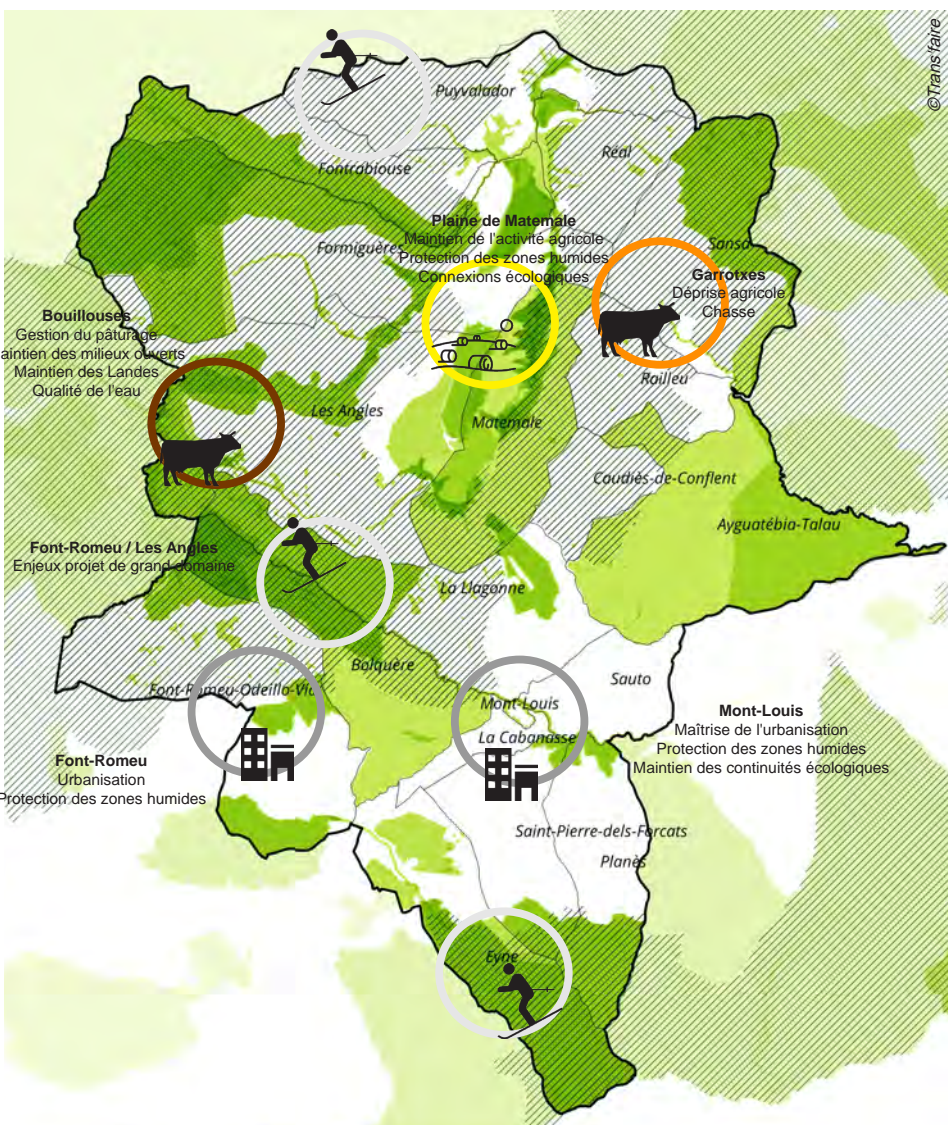 ©Trans'faire
Puyvalador
Réal
Fontrabiouse
Plaine de Matemale
Maintien de l'activité agricole
Protection des zones humides
Connexions écologiques
Formiguères
Sansa
Garrotxes
Déprise agricole
Chasse
Bouillouses
Gestion du pâturage
aintien des milieux ouverts
Maintien des Landes
Qualité de l'eau
Railleu
Les Angles
Matemale
Caudiès-de-Conflent
Ayguatébia-Talau
Font-Romeu / Les Angles
Enjeux projet de grand domaine
La Llagonne
Bolquère
Sauto
Font-Romeu-Odeillo-Via
Mont-Louis
La Cabanasse
Mont-Louis
Maîtrise de l'urbanisation
Protection des zones humides
Maintien des continuités écologiques
Font-Romeu
Urbanisation
Protection des zones humides
Saint-Pierre-dels-Forcats
Planès
Eyne